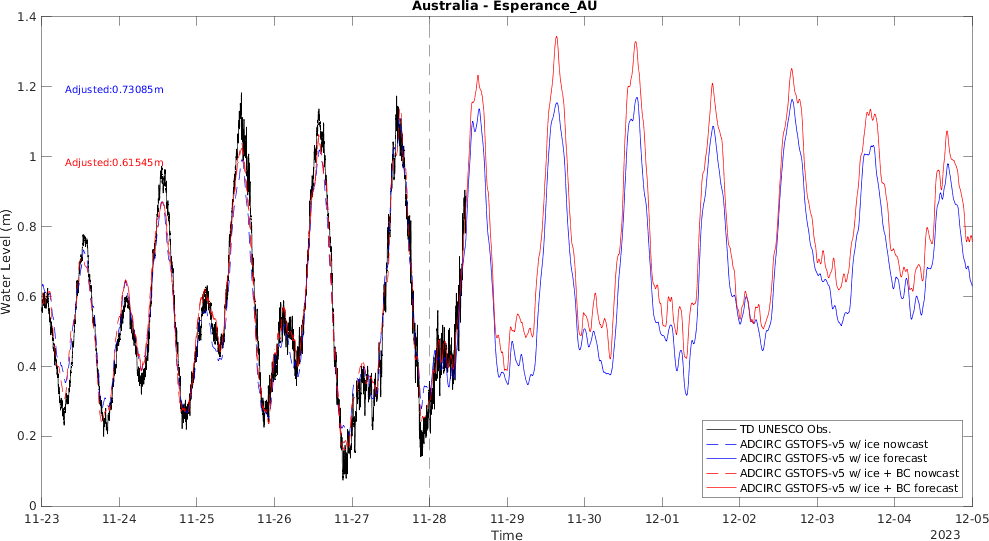 Australia - Esperance_AU
1.4
1.2
1
0.8
0.6
0.4
0.2
0
Water Level (m)
Adjusted:0.73085m
Adjusted:0.61545m
TD UNESCO Obs.
ADCIRC GSTOFS-v5 w/ ice nowcast
ADCIRC GSTOFS-v5 w/ ice forecast
ADCIRC GSTOFS-v5 w/ ice + BC nowcast
ADCIRC GSTOFS-v5 w/ ice + BC forecast
11-23 11-24 11-25 11-26 11-27 11-28 11-29 11-30 12-01 12-02 12-03 12-04 12-05
Time 2023